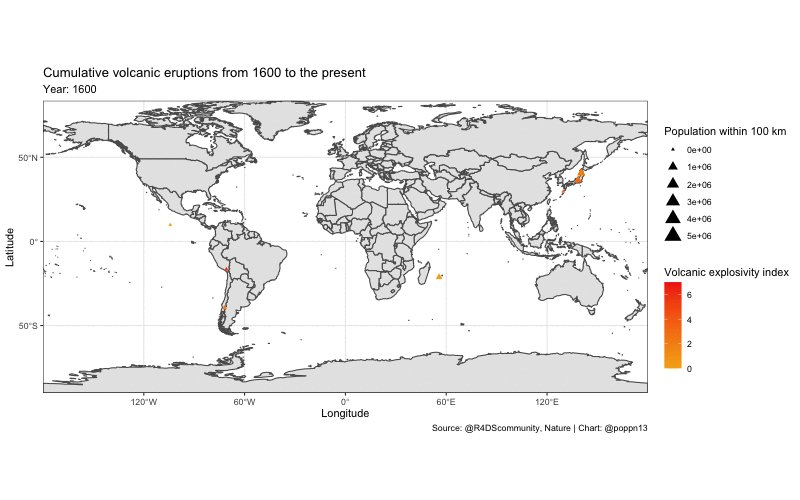 Cumulative volcanic eruptions from 1600 to the present
Year: 1600
50°N
0°
50°S
Latitude
120°W
60°W
0°
60°E
120°E
Longitude
Population within 100 km
0e+00
1e+06
2e+06
3e+06
4e+06
5e+06
Volcanic explosivity index
6
4
2
0
Source: @R4DScommunity, Nature | Chart: @poppn13